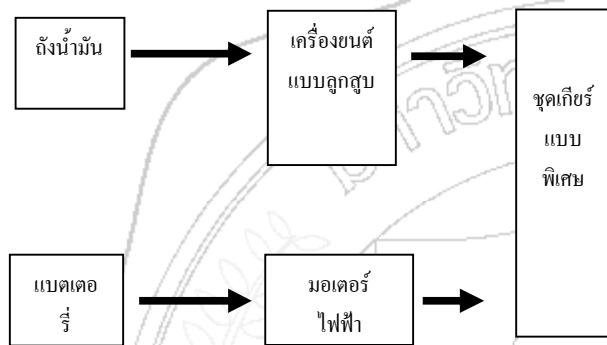 ถังน้ำมัน
เครื่องยนต์
แบบลูกสูบ
ชุดเกียร์
แบบ
พิเศษ
แบตเตอ
รี่
มอเตอร์
ไฟฟ้า